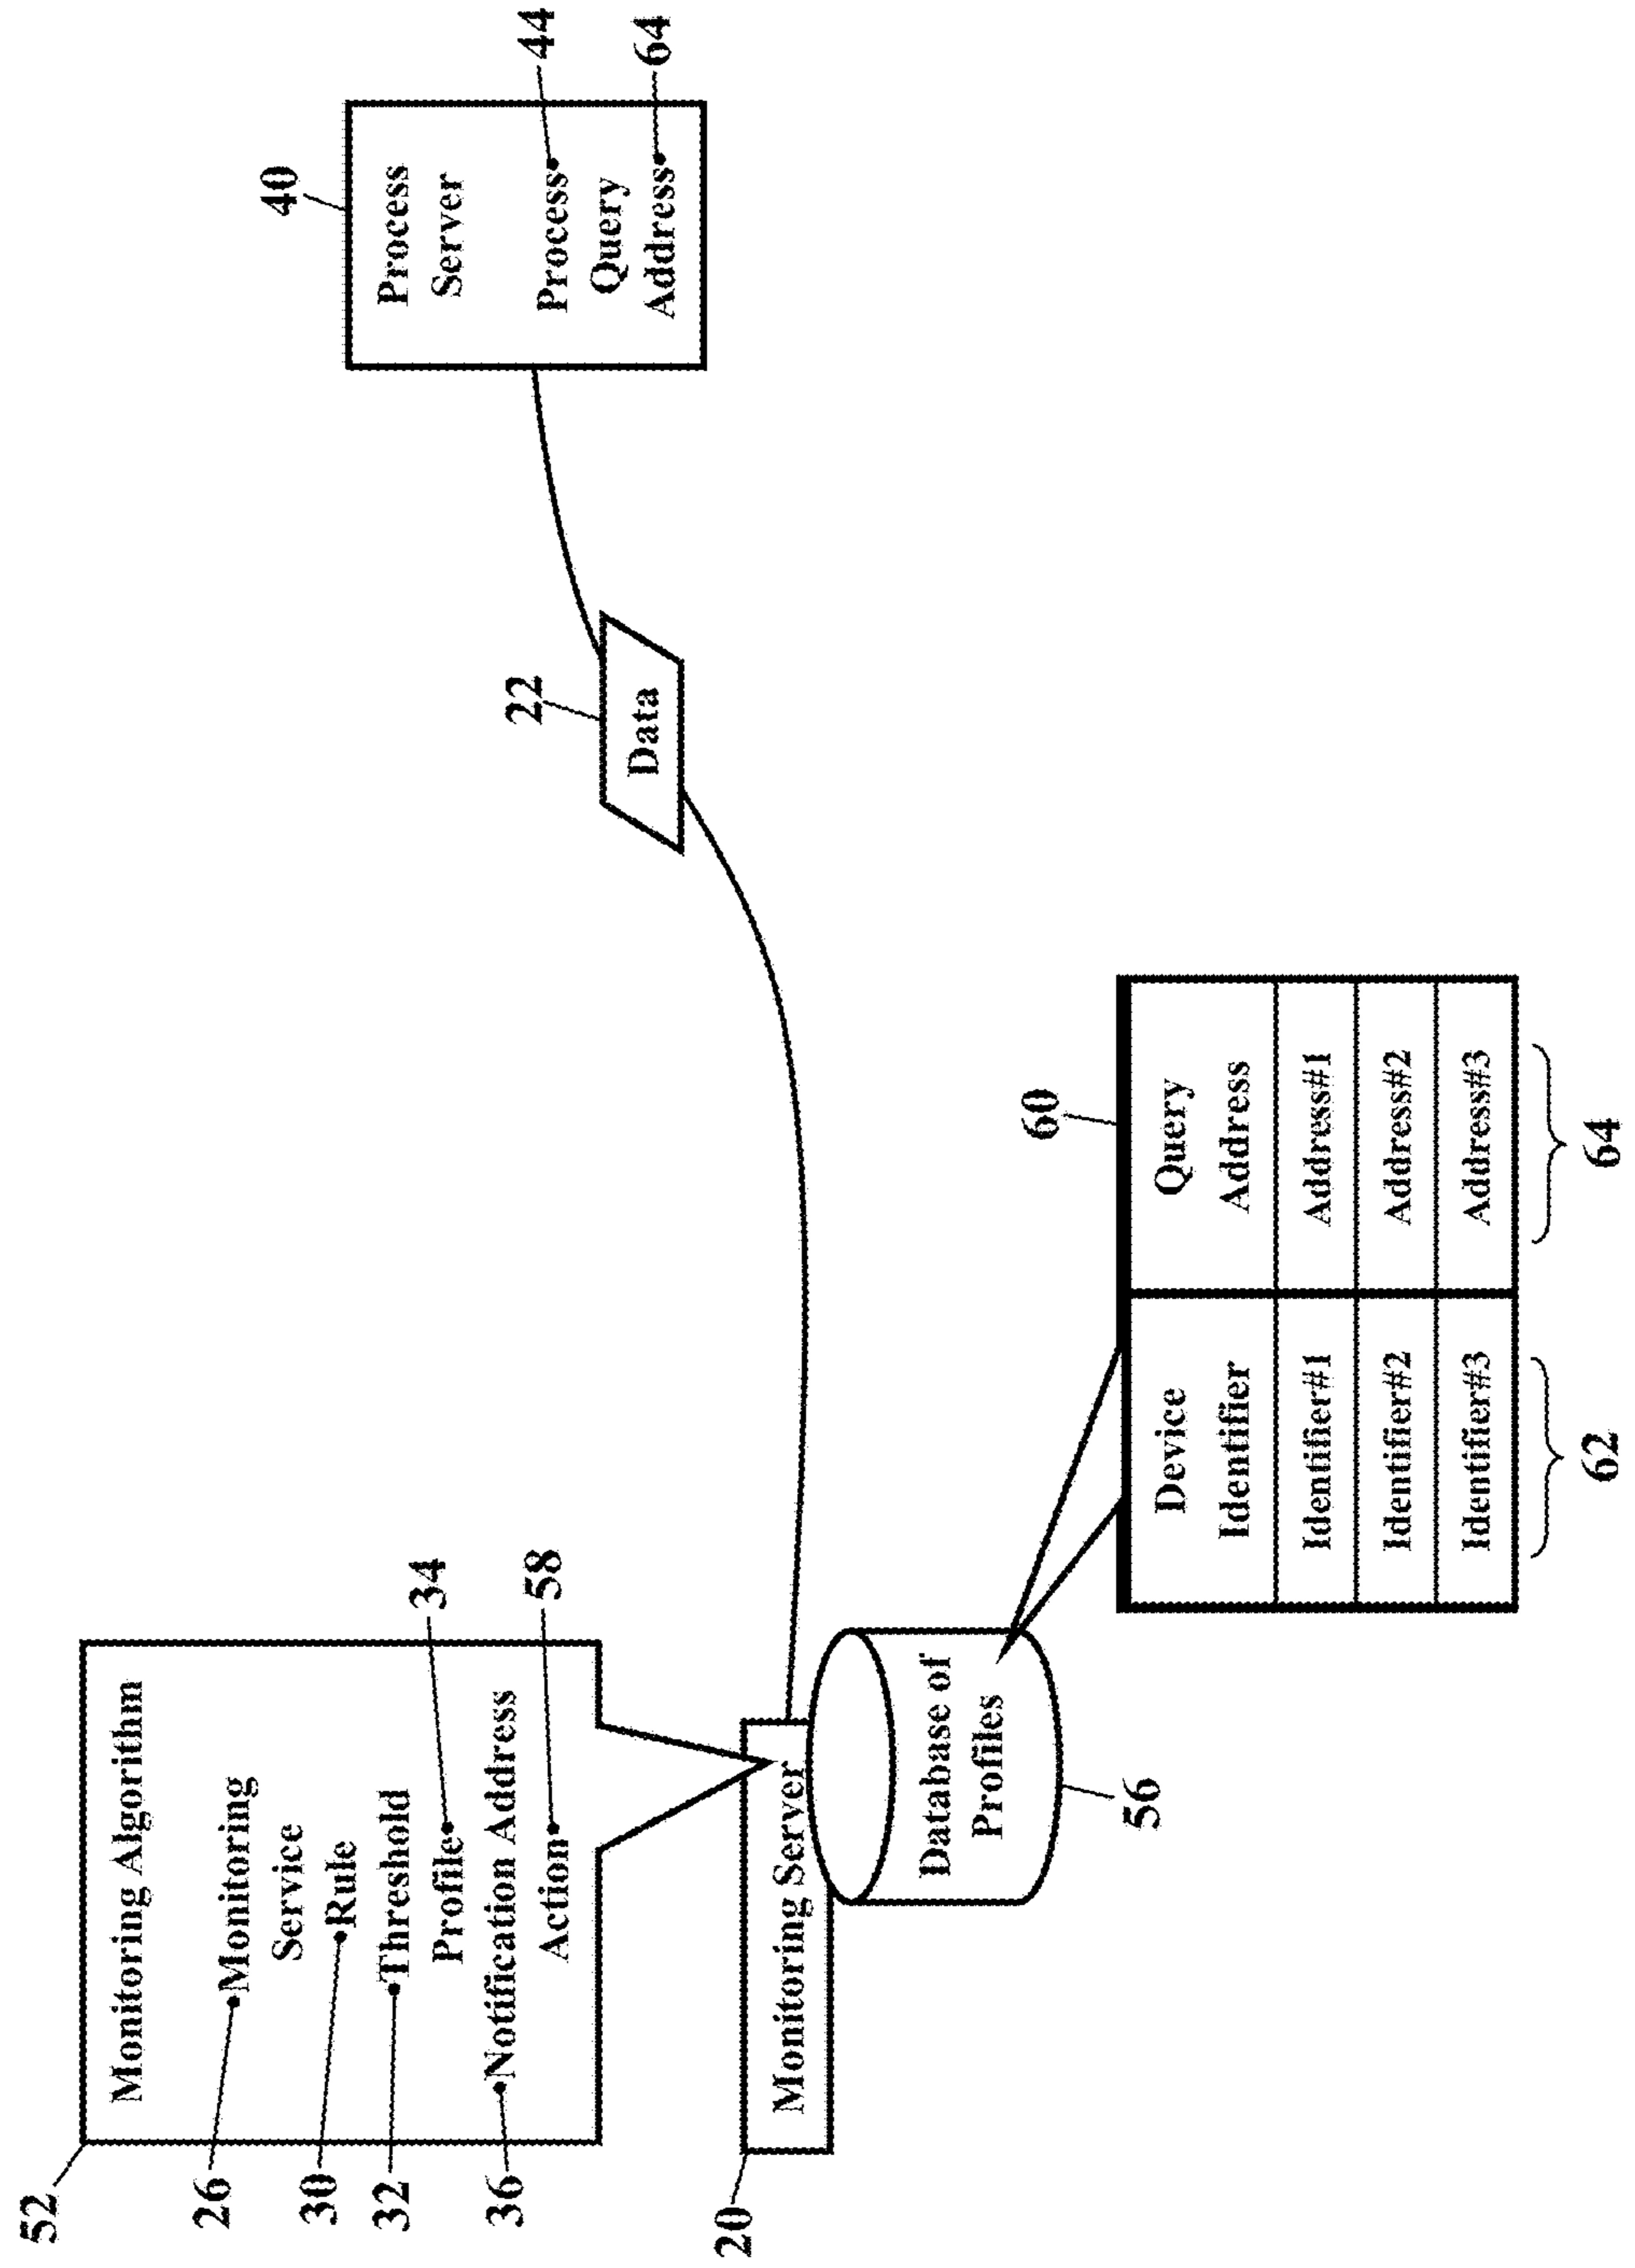 52
Monitoring Algorithm
26
Monitoring
Service
30
Rule
32
Threshold
Profile
34
36
Notification Address
Action
58
20
Monitoring Server
Database of
Profiles
56
22
Data
40
Process
Server
Process
44
Query
Address
64
60
Device
Identifier
Query
Address
Identifier#1
Address#1
Identifier#2
Address#2
Identifier#3
Address#3
62
64